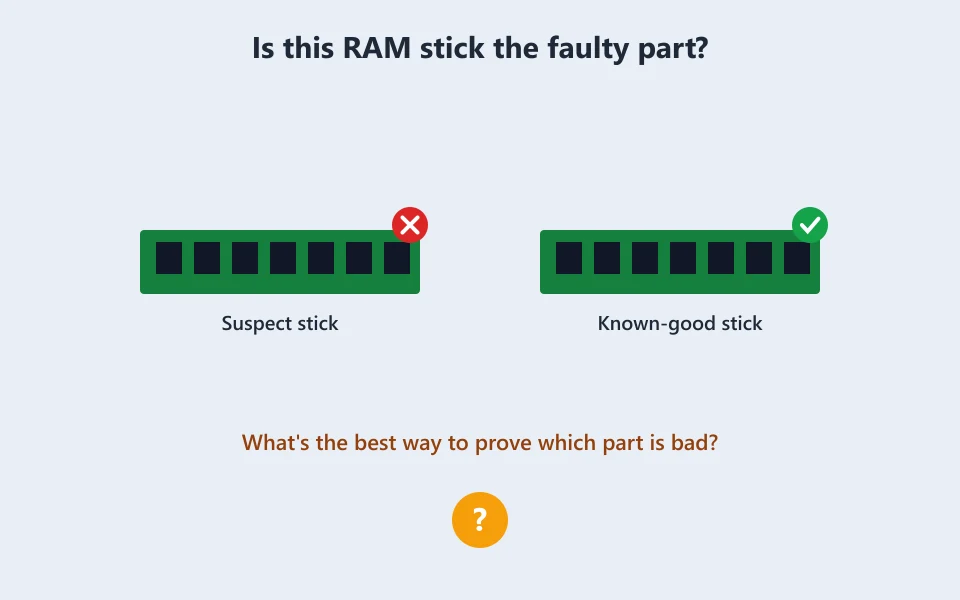 Is this RAM stick the faulty part?
Suspect stick
Known-good stick
What's the best way to prove which part is bad?
?